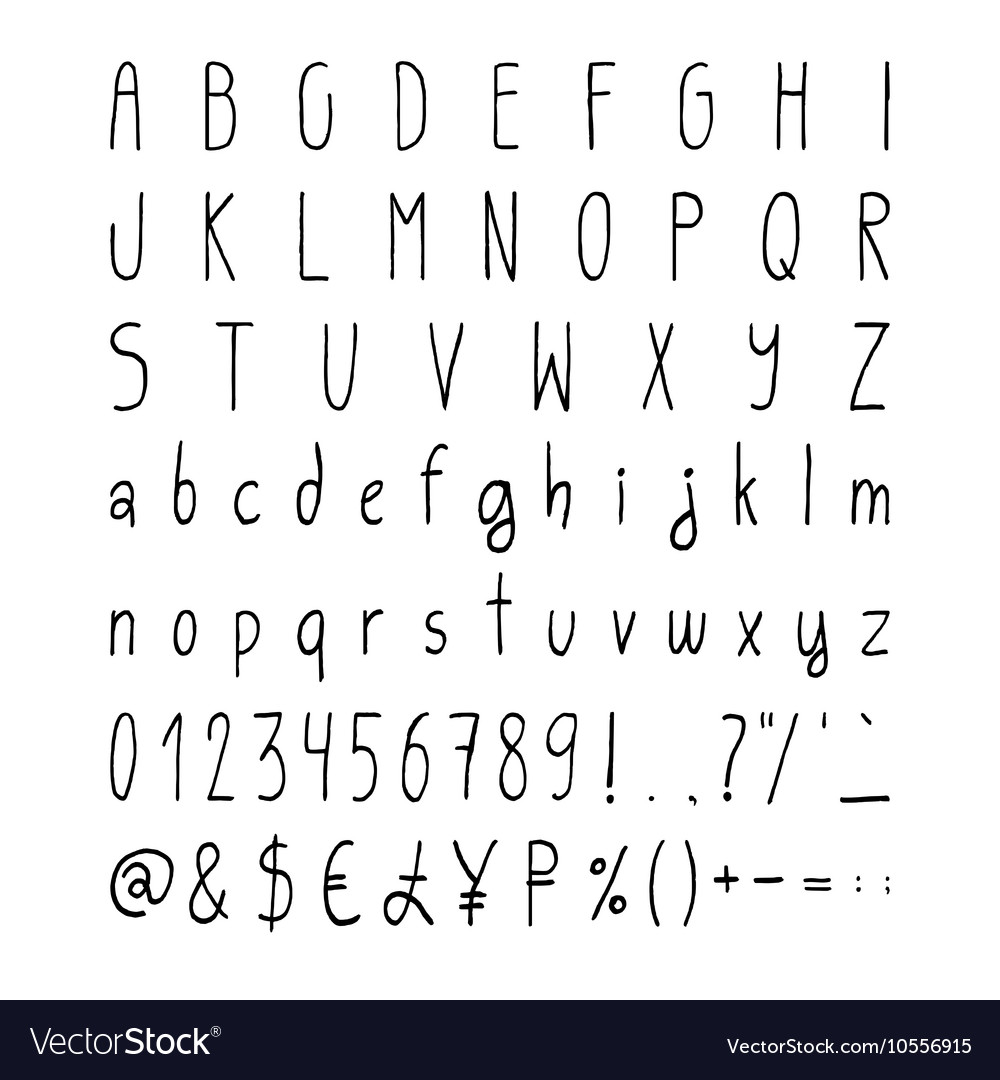 A B C D E F G H I
J K L M N O P Q R
S T U V W X Y Z
a b c d e f g h i j k l m
n o p q r s t u v w x y z
0 1 2 3 4 5 6 7 8 9 ! . , ? " / ' ` _
@ & $ € £ ¥ ₽ % ( ) + - = : ;
VectorStock®
VectorStock.com/10556915